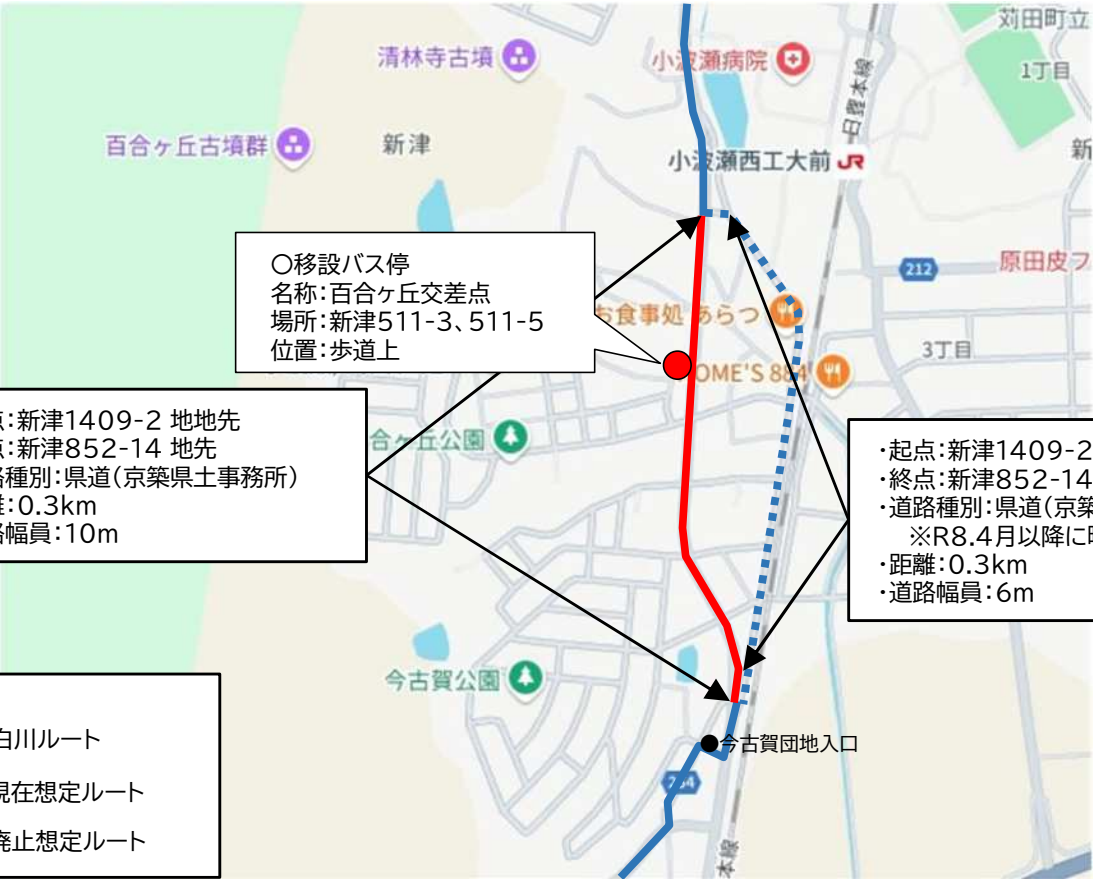 苅田町立
清林寺古墳
小波瀬病院
1丁目
日豊本線
百合ヶ丘古墳群
新津
小波瀬西工大前 JR
新
〇移設バス停
名称:百合ヶ丘交差点
場所:新津511-3、511-5
位置:歩道上
212
原田皮フ
お食事処 あらつ
3丁目
OME'S 884
点:新津1409-2 地地先
点:新津852-14 地先
路種別:県道(京築県土事務所)
離:0.3km
路幅員:10m
合ヶ丘公園
・起点:新津1409-2
・終点:新津852-14
・道路種別:県道(京築
※R8.4月以降に
・距離:0.3km
・道路幅員:6m
今古賀公園
白川ルート
現在想定ルート
廃止想定ルート
今古賀団地入口
本線